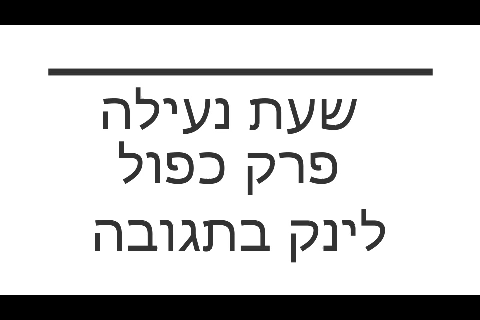 שעת נעילה
פרק כפול
לינק בתגובה